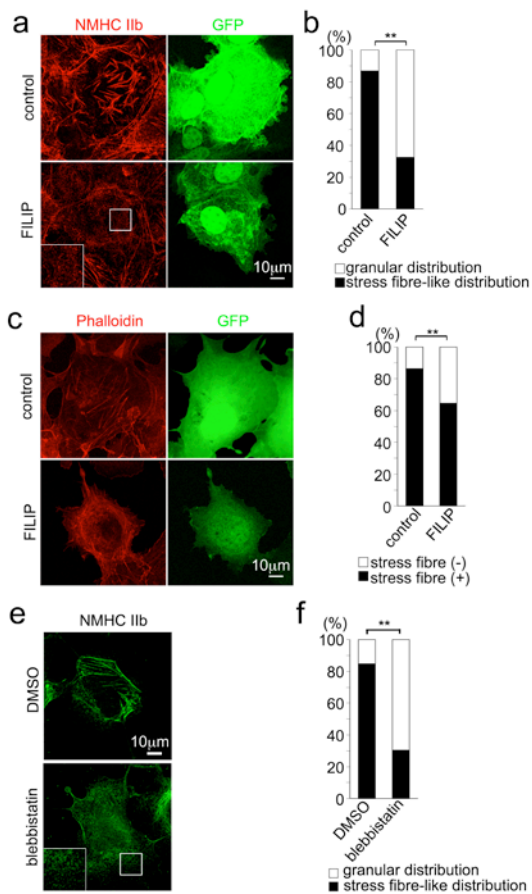 a
NMHC IIb GFP
control
FILIP
10μm
b
(%)
**
100
80
60
40
20
0
control FILIP
granular distribution
stress fibre-like distribution
c
Phalloidin GFP
control
FILIP
10μm
d
(%)
**
100
80
60
40
20
0
control FILIP
stress fibre (-)
stress fibre (+)
e
NMHC IIb
DMSO
10μm
blebbistatin
f
(%)
**
100
80
60
40
20
0
DMSO blebbistatin
granular distribution
stress fibre-like distribution